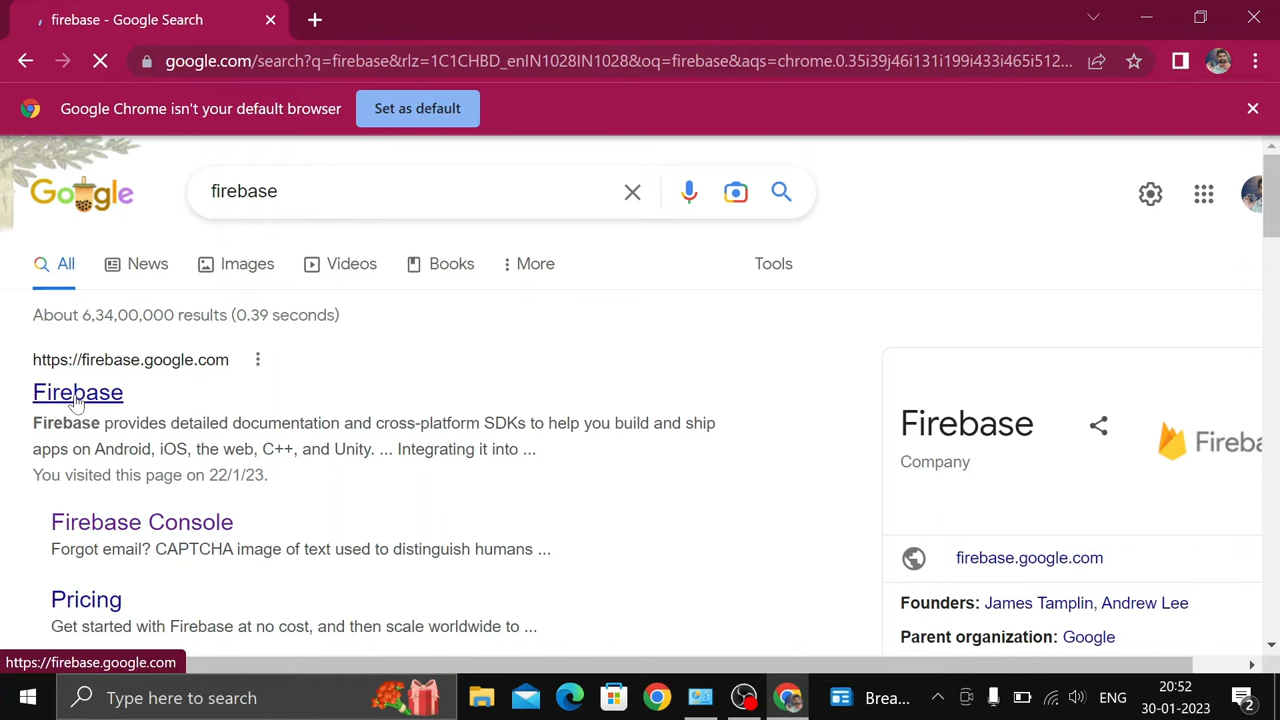 firebase - Google Search
google.com/search?q=firebase&rlz=1C1CHBD_enIN1028IN1028&oq=firebase&aqs=chrome.0.35i39j46i131i199i433i465i512...
Google Chrome isn't your default browser Set as default
Google
firebase
All News Images Videos Books More Tools
About 6,34,00,000 results (0.39 seconds)
https://firebase.google.com
Firebase
Firebase provides detailed documentation and cross-platform SDKs to help you build and ship
apps on Android, iOS, the web, C++, and Unity. ... Integrating it into ...
You visited this page on 22/1/23.
Firebase Console
Forgot email? CAPTCHA image of text used to distinguish humans ...
Pricing
Get started with Firebase at no cost, and then scale worldwide to ...
Firebase
Company
Fireba
firebase.google.com
Founders: James Tamplin, Andrew Lee
Parent organization: Google
https://firebase.google.com
Type here to search
Brea...
ENG
20:52
30-01-2023
2